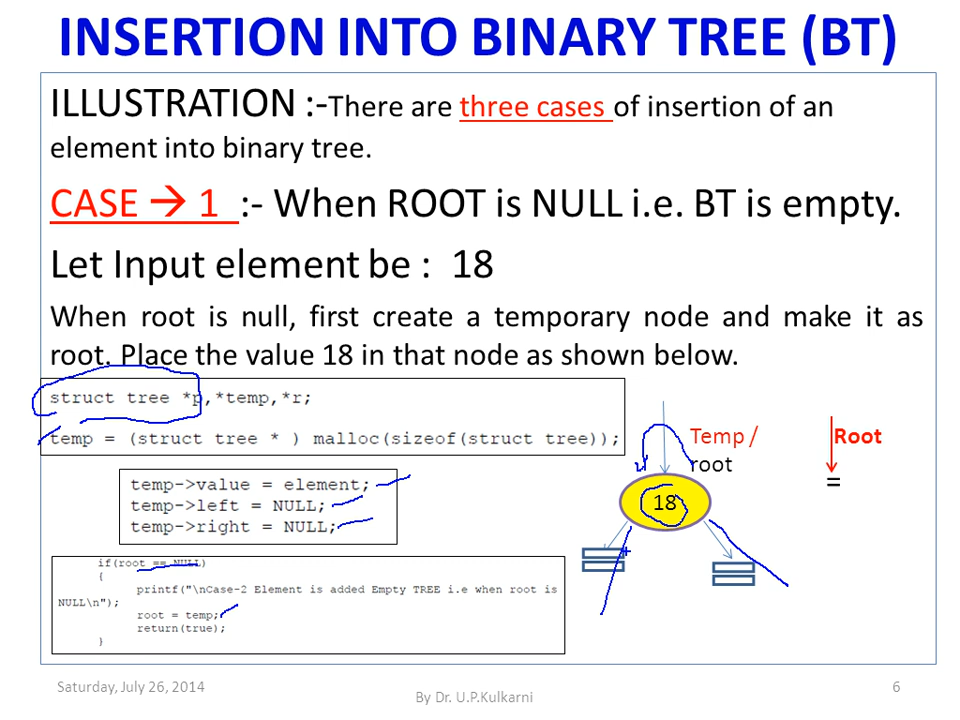 INSERTION INTO BINARY TREE (BT)
ILLUSTRATION :-There are three cases of insertion of an
element into binary tree.
CASE → 1 :- When ROOT is NULL i.e. BT is empty.
Let Input element be : 18
When root is null, first create a temporary node and make it as
root. Place the value 18 in that node as shown below.
struct tree *p,*temp,*r;
temp = (struct tree * ) malloc(sizeof(struct tree));
temp->value = element;
temp->left = NULL;
temp->right = NULL;
if(root == NULL)
{
printf("\nCase-2 Element is added Empty TREE i.e when root is
NULL\n");
root = temp;
return(true);
}
Temp /
root
Root
=
18
Saturday, July 26, 2014
By Dr. U.P.Kulkarni
6